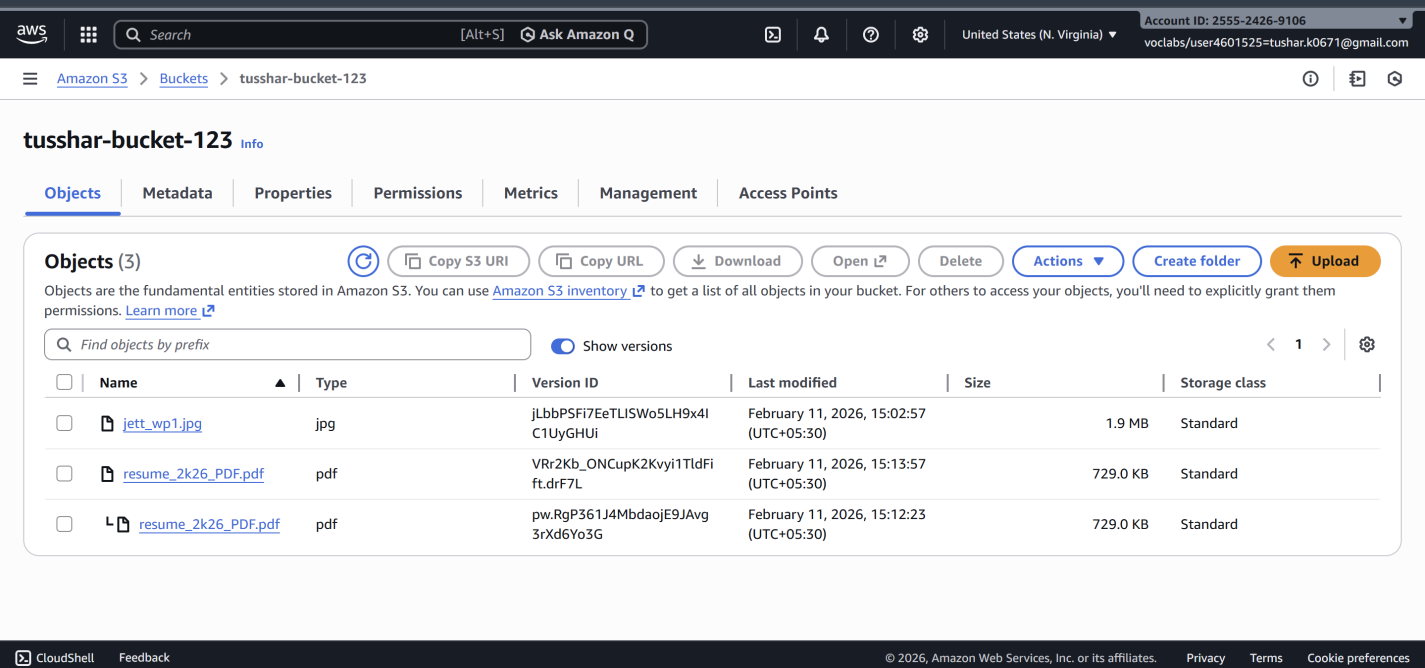 aws
Search [Alt+S] Ask Amazon Q
United States (N. Virginia) ▼
Account ID: 2555-2426-9106
voclabs/user4601525=tushar.k0671@gmail.com
Amazon S3 > Buckets > tusshar-bucket-123
tusshar-bucket-123 Info
Objects Metadata Properties Permissions Metrics Management Access Points
Objects (3) Copy S3 URI Copy URL Download Open Delete Actions Create folder Upload
Objects are the fundamental entities stored in Amazon S3. You can use Amazon S3 inventory to get a list of all objects in your bucket. For others to access your objects, you'll need to explicitly grant them
permissions. Learn more
Find objects by prefix Show versions 1
Name Type Version ID Last modified Size Storage class
jett_wp1.jpg jpg jLbbPSFi7EeTLISWo5LH9x4I February 11, 2026, 15:02:57 1.9 MB Standard
C1UyGHUi (UTC+05:30)
resume_2k26_PDF.pdf pdf VRr2Kb_ONCupK2Kvyi1TldFi February 11, 2026, 15:13:57 729.0 KB Standard
ft.drF7L (UTC+05:30)
resume_2k26_PDF.pdf pdf pw.RgP361J4MbdaojE9JAvg February 11, 2026, 15:12:23 729.0 KB Standard
3rXd6Yo3G (UTC+05:30)
CloudShell Feedback © 2026, Amazon Web Services, Inc. or its affiliates. Privacy Terms Cookie preferences